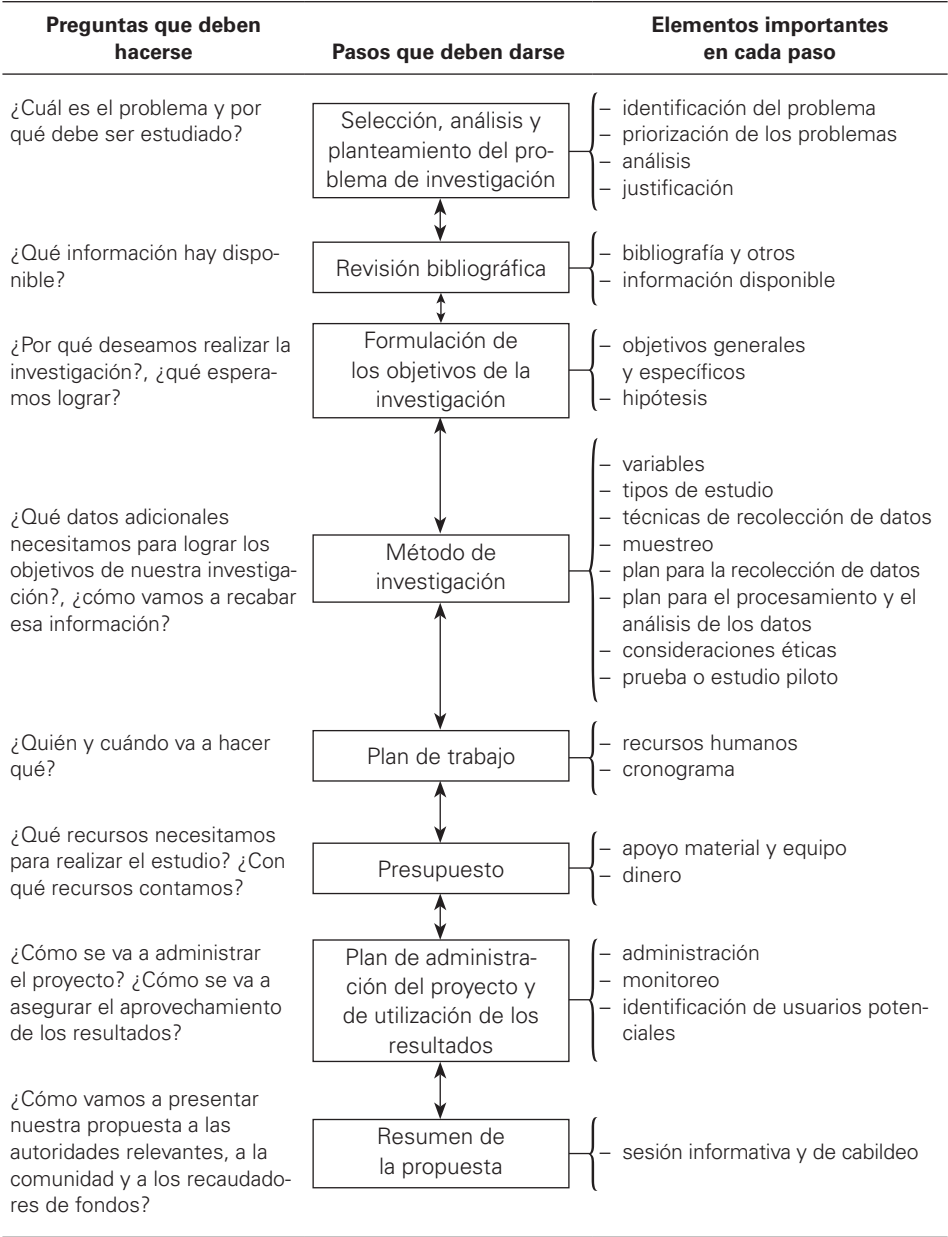 Preguntas que deben
hacerse
Pasos que deben darse
Elementos importantes
en cada paso
¿Cuál es el problema y por
qué debe ser estudiado?
Selección, análisis y
planteamiento del pro-
blema de investigación
– identificación del problema
– priorización de los problemas
– análisis
– justificación
¿Qué información hay dispo-
nible?
Revisión bibliográfica
– bibliografía y otros
– información disponible
¿Por qué deseamos realizar la
investigación?, ¿qué espera-
mos lograr?
Formulación de
los objetivos de la
investigación
– objetivos generales
y específicos
– hipótesis
¿Qué datos adicionales
necesitamos para lograr los
objetivos de nuestra investiga-
ción?, ¿cómo vamos a recabar
esa información?
Método de
investigación
– variables
– tipos de estudio
– técnicas de recolección de datos
– muestreo
– plan para la recolección de datos
– plan para el procesamiento y el
análisis de los datos
– consideraciones éticas
– prueba o estudio piloto
¿Quién y cuándo va a hacer
qué?
Plan de trabajo
– recursos humanos
– cronograma
¿Qué recursos necesitamos
para realizar el estudio? ¿Con
qué recursos contamos?
Presupuesto
– apoyo material y equipo
– dinero
¿Cómo se va a administrar
el proyecto? ¿Cómo se va a
asegurar el aprovechamiento
de los resultados?
Plan de administra-
ción del proyecto y
de utilización de los
resultados
– administración
– monitoreo
– identificación de usuarios poten-
ciales
¿Cómo vamos a presentar
nuestra propuesta a las
autoridades relevantes, a la
comunidad y a los recaudado-
res de fondos?
Resumen de
la propuesta
– sesión informativa y de cabildeo